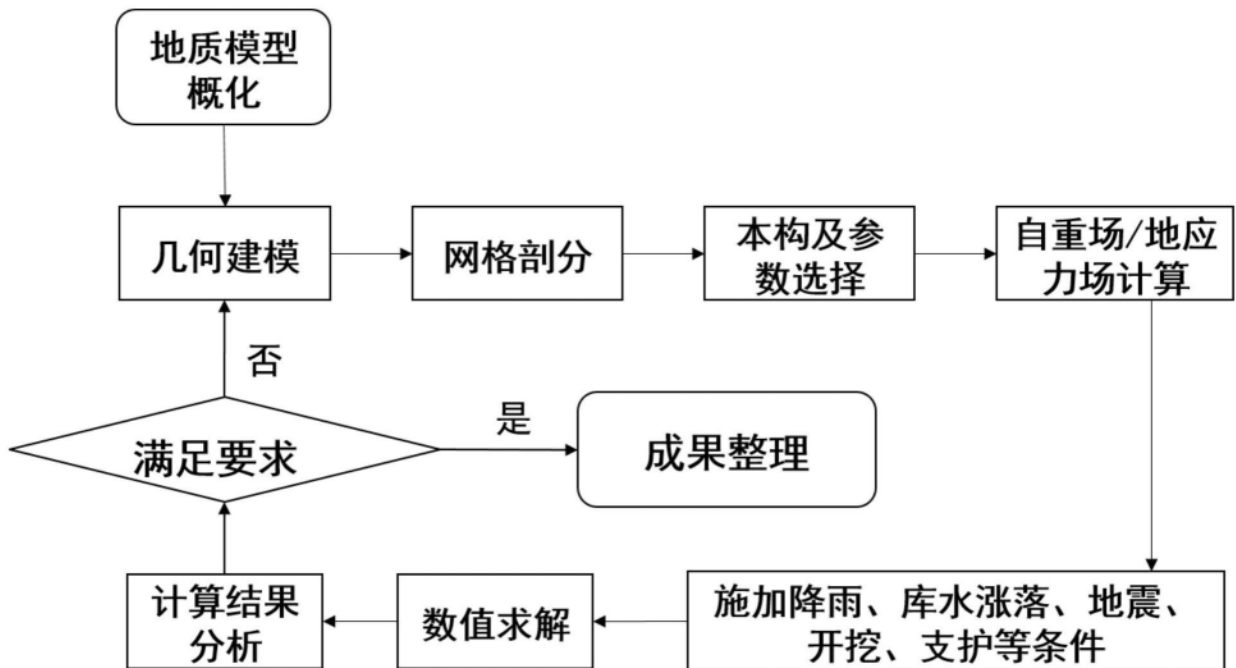 地质模型
概化
几何建模
网格剖分
本构及参
数选择
自重场/地应
力场计算
否
满足要求
是
成果整理
计算结果
分析
数值求解
施加降雨、库水涨落、地震、
开挖、支护等条件